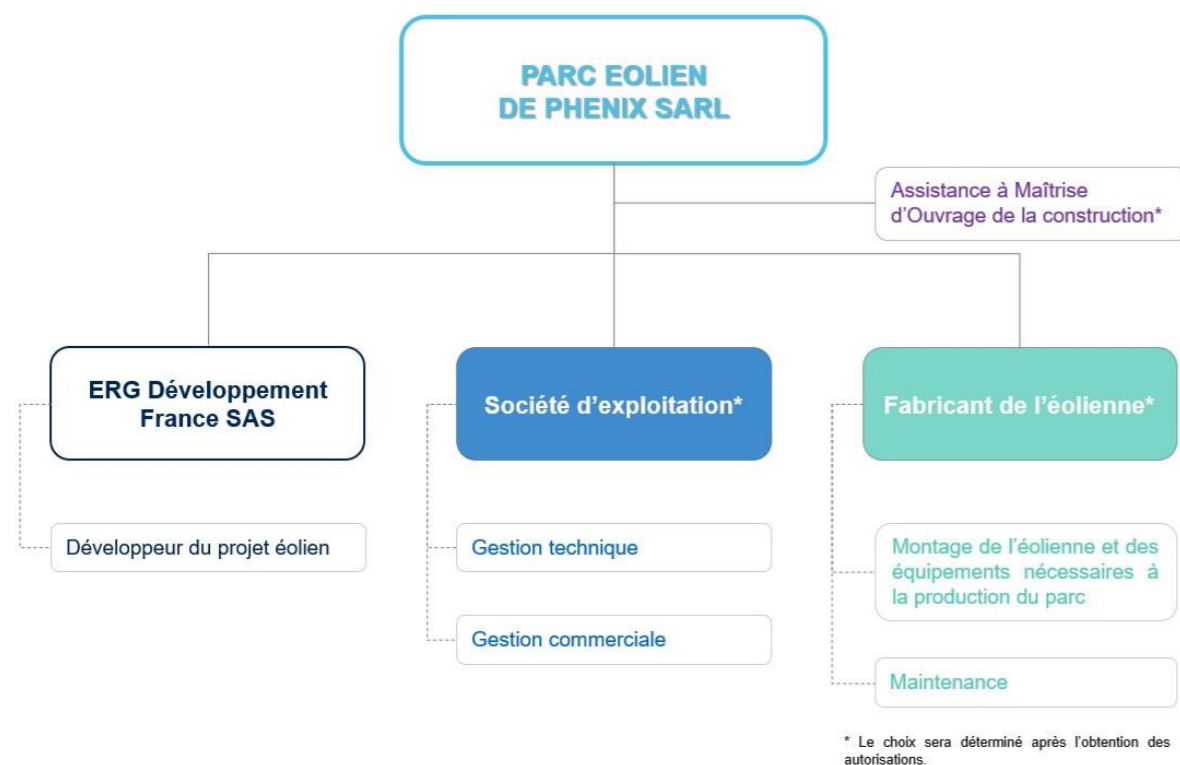 PARC EOLIEN
DE PHENIX SARL
Assistance à Maîtrise
d'Ouvrage de la construction*
ERG Développement
France SAS
Société d'exploitation*
Fabricant de l'éolienne*
Développeur du projet éolien
Gestion technique
Montage de l'éolienne et des
équipements nécessaires à
la production du parc
Gestion commerciale
Maintenance
* Le choix sera déterminé après l'obtention des
autorisations.